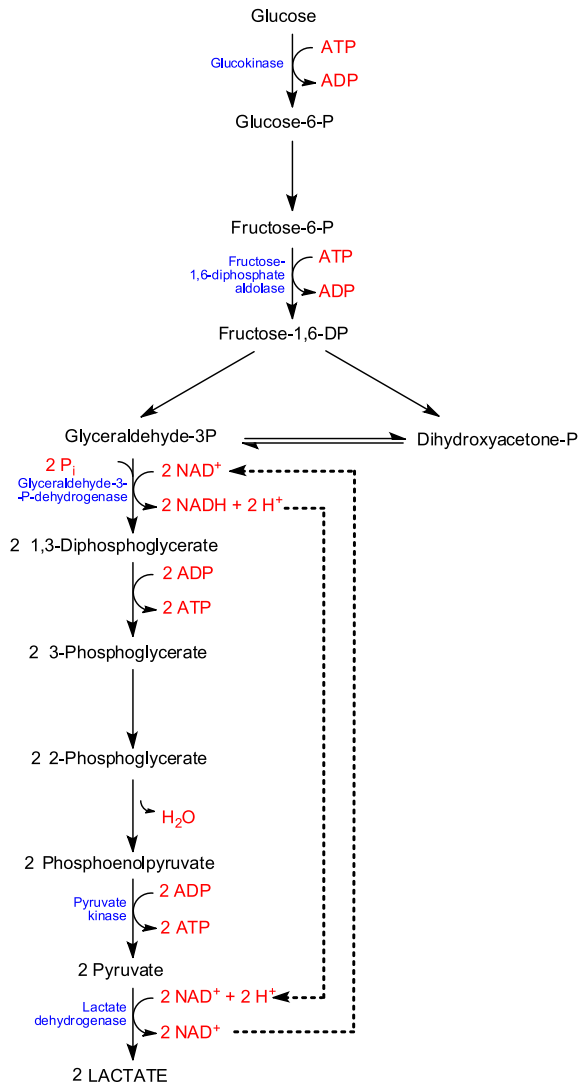 Glucose
ATP
Glucokinase
ADP
Glucose-6-P
Fructose-6-P
ATP
Fructose-
1,6-diphosphate
aldolase
ADP
Fructose-1,6-DP
Glyceraldehyde-3P
Dihydroxyacetone-P
2 Pi
2 NAD+
Glyceraldehyde-3-
-P-dehydrogenase
2 NADH + 2 H+
2 1,3-Diphosphoglycerate
2 ADP
2 ATP
2 3-Phosphoglycerate
2 2-Phosphoglycerate
H2O
2 Phosphoenolpyruvate
2 ADP
Pyruvate
kinase
2 ATP
2 Pyruvate
2 NAD+ + 2 H+
Lactate
dehydrogenase
2 NAD+
2 LACTATE